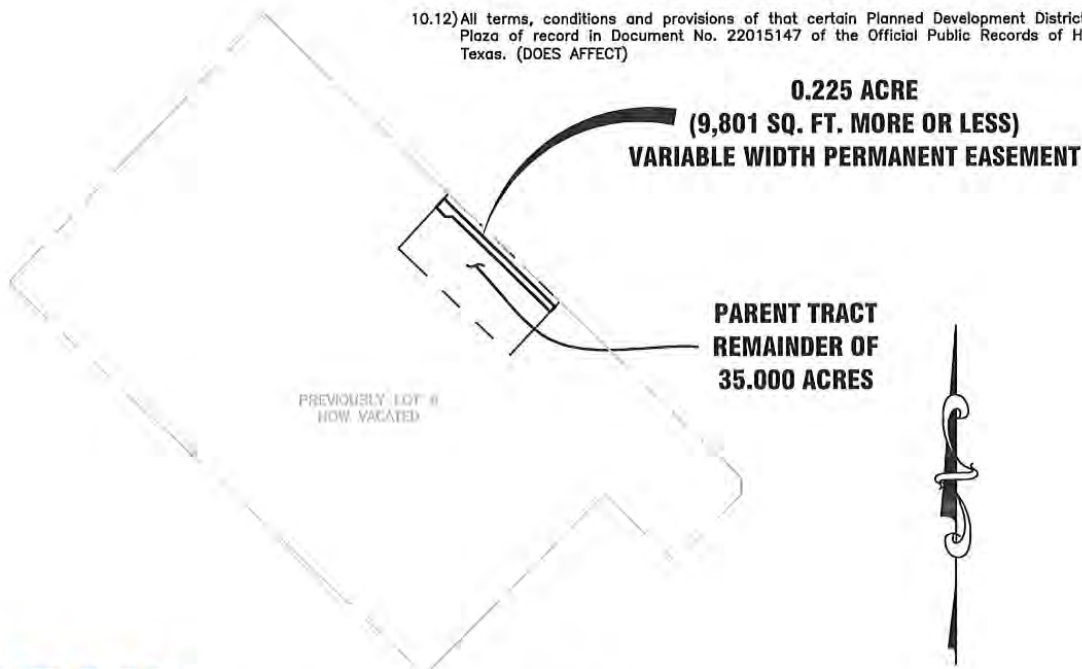 10.12) All terms, conditions and provisions of that certain Planned Development District
Plaza of record in Document No. 22015147 of the Official Public Records of H
Texas. (DOES AFFECT)
0.225 ACRE
(9,801 SQ. FT. MORE OR LESS)
VARIABLE WIDTH PERMANENT EASEMENT
PARENT TRACT
REMAINDER OF
35.000 ACRES
PREVIOUSLY LOT
NOW VACATED